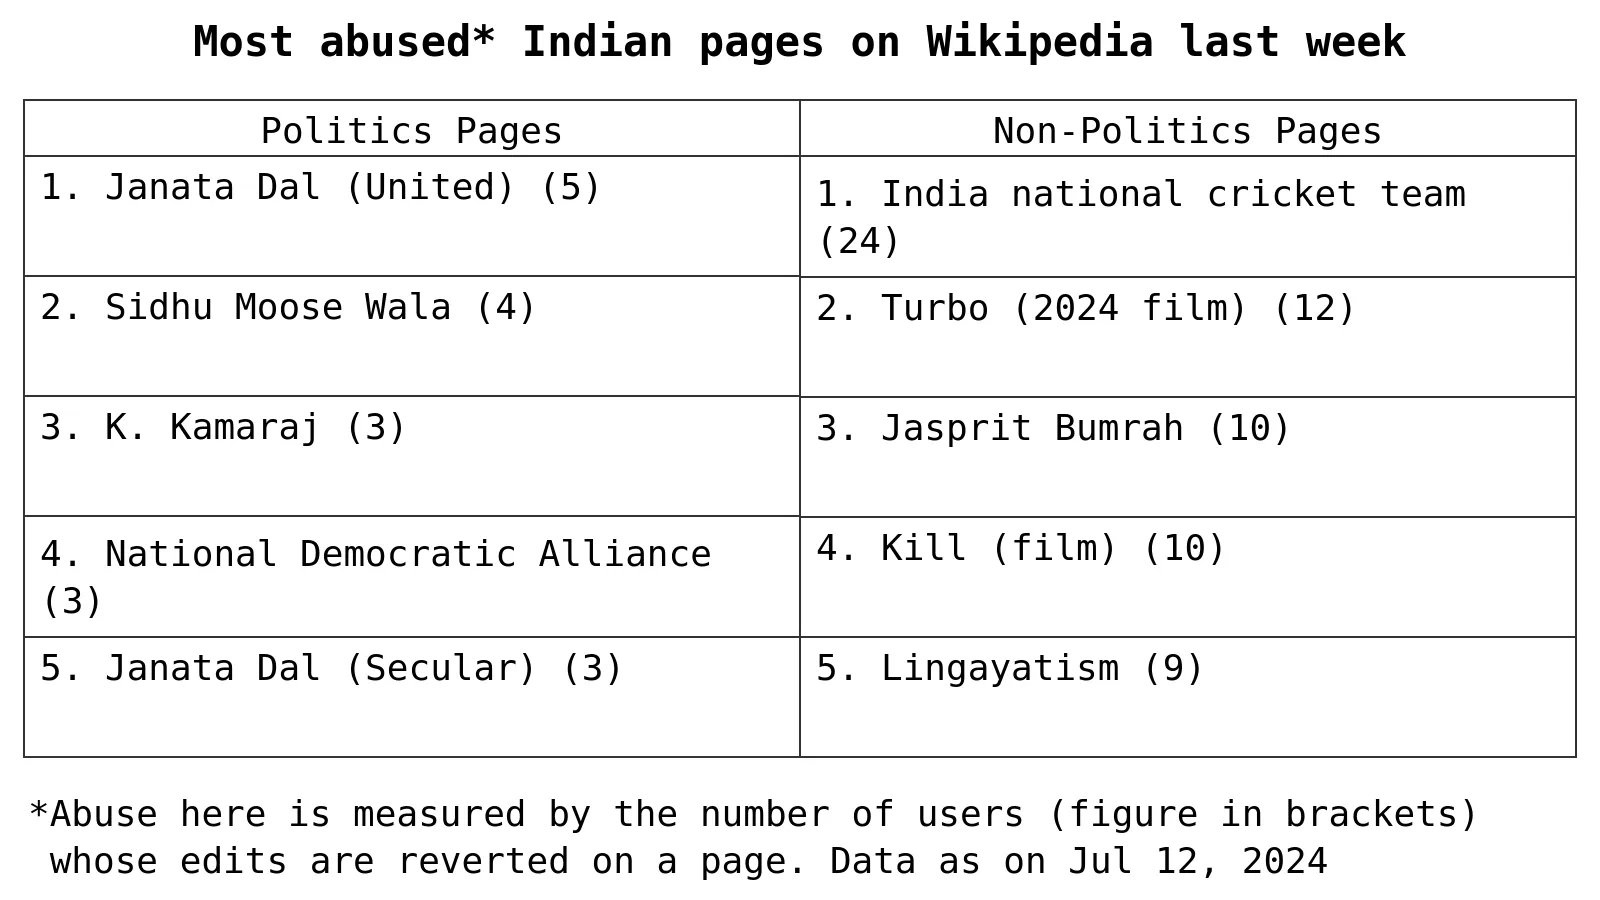 Most abused* Indian pages on Wikipedia last week
Politics Pages
1. Janata Dal (United) (5)
2. Sidhu Moose Wala (4)
3. K. Kamaraj (3)
4. National Democratic Alliance
(3)
5. Janata Dal (Secular) (3)
Non-Politics Pages
1. India national cricket team
(24)
2. Turbo (2024 film) (12)
3. Jasprit Bumrah (10)
4. Kill (film) (10)
5. Lingayatism (9)
*Abuse here is measured by the number of users (figure in brackets)
whose edits are reverted on a page. Data as on Jul 12, 2024